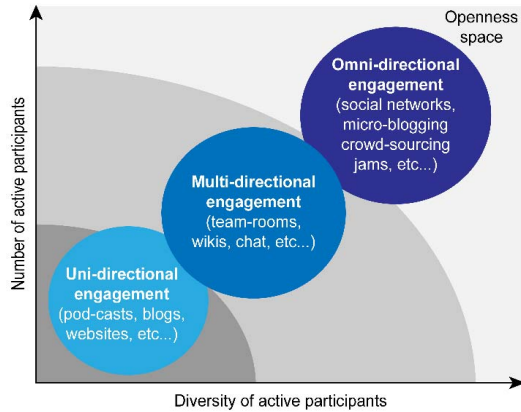 Openness
space
Omni-directional
engagement
(social networks,
micro-blogging
crowd-sourcing
jams, etc...)
Multi-directional
engagement
(team-rooms,
wikis, chat, etc...)
Uni-directional
engagement
(pod-casts, blogs,
websites, etc...)
Number of active participants
Diversity of active participants